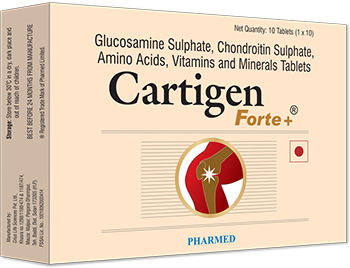 Net Quantity: 10 Tablets (1 x 10)
Glucosamine Sulphate, Chondroitin Sulphate,
Amino Acids, Vitamins and Minerals Tablets
Cartigen
Forte+®
PHARMED
Storage: Store below 30°C in a dry, dark place and
out of reach of children.
BEST BEFORE 24 MONTHS FROM MANUFACTURE
® Registered Trade Mark of Pharmed Limited.
Manufactured by: